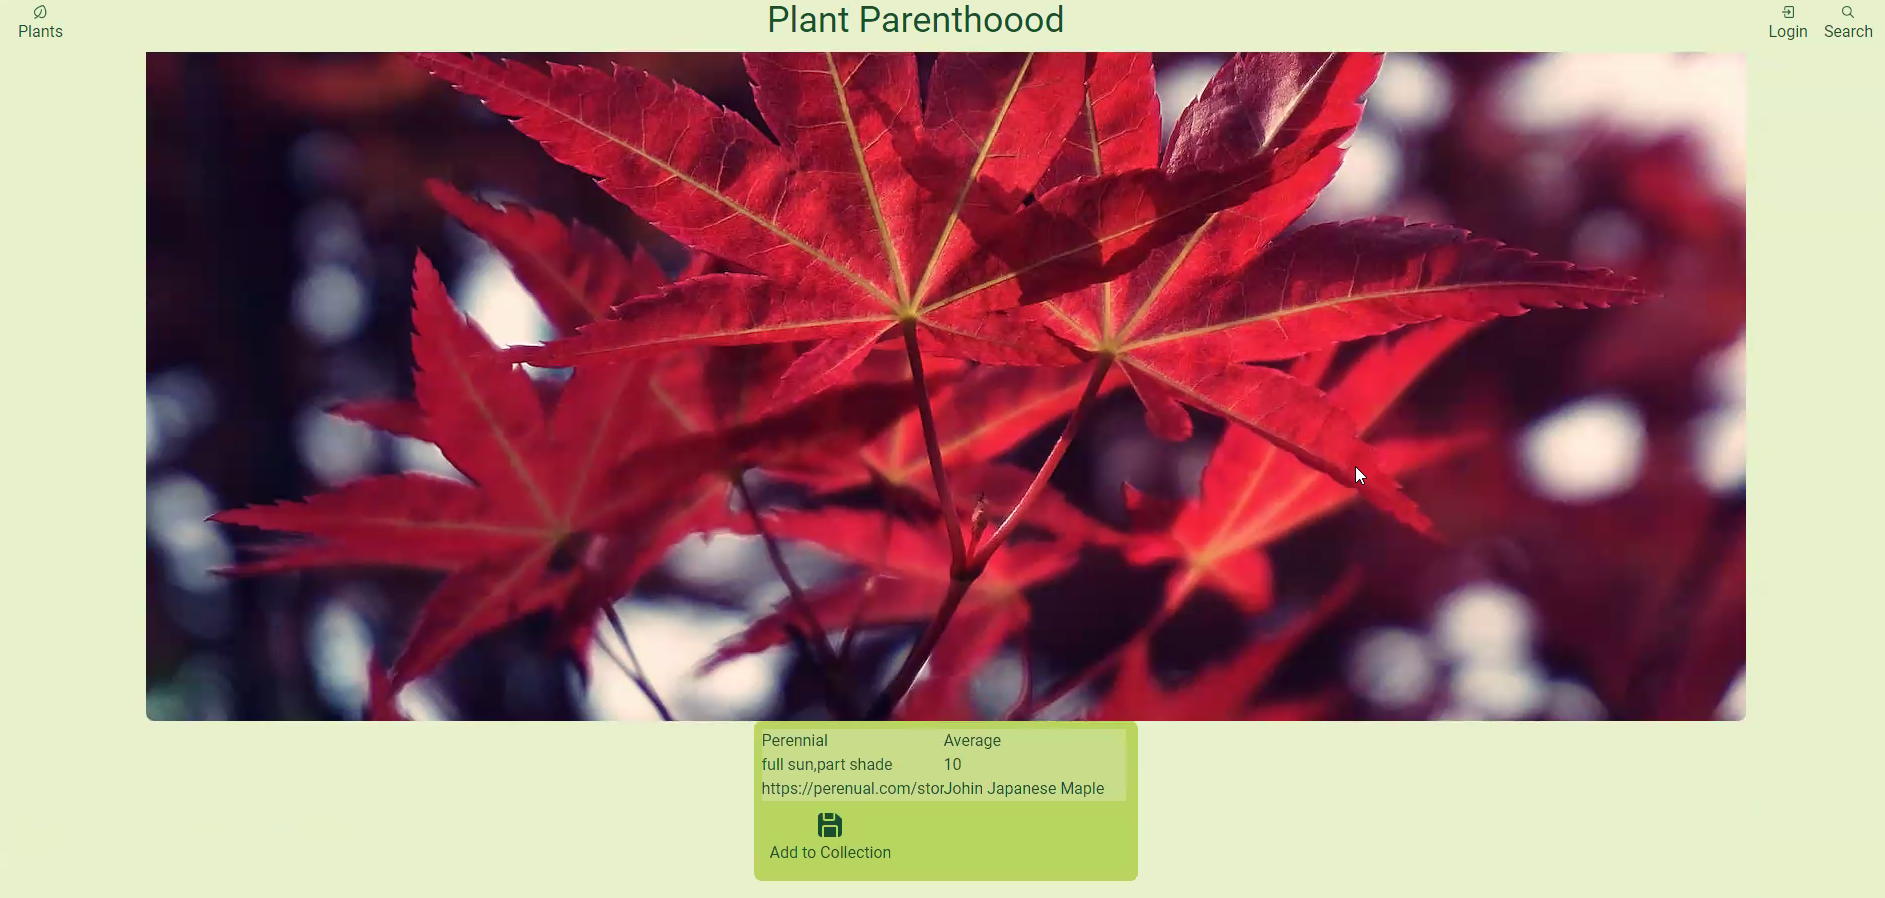 Plants
Plant Parenthoood
Login
Search
Perennial
Average
full sun,part shade
10
https://perenual.com/stor
Johin Japanese Maple
Add to Collection